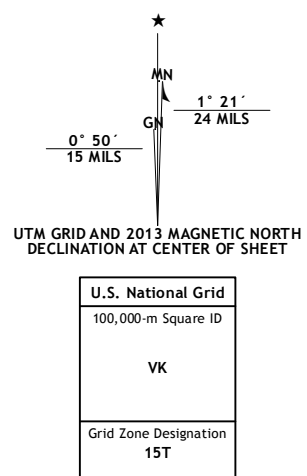 MN
1° 21´
24 MILS
GN
0° 50´
15 MILS
UTM GRID AND 2013 MAGNETIC NORTH
DECLINATION AT CENTER OF SHEET
U.S. National Grid
100,000-m Square ID
VK
Grid Zone Designation
15T